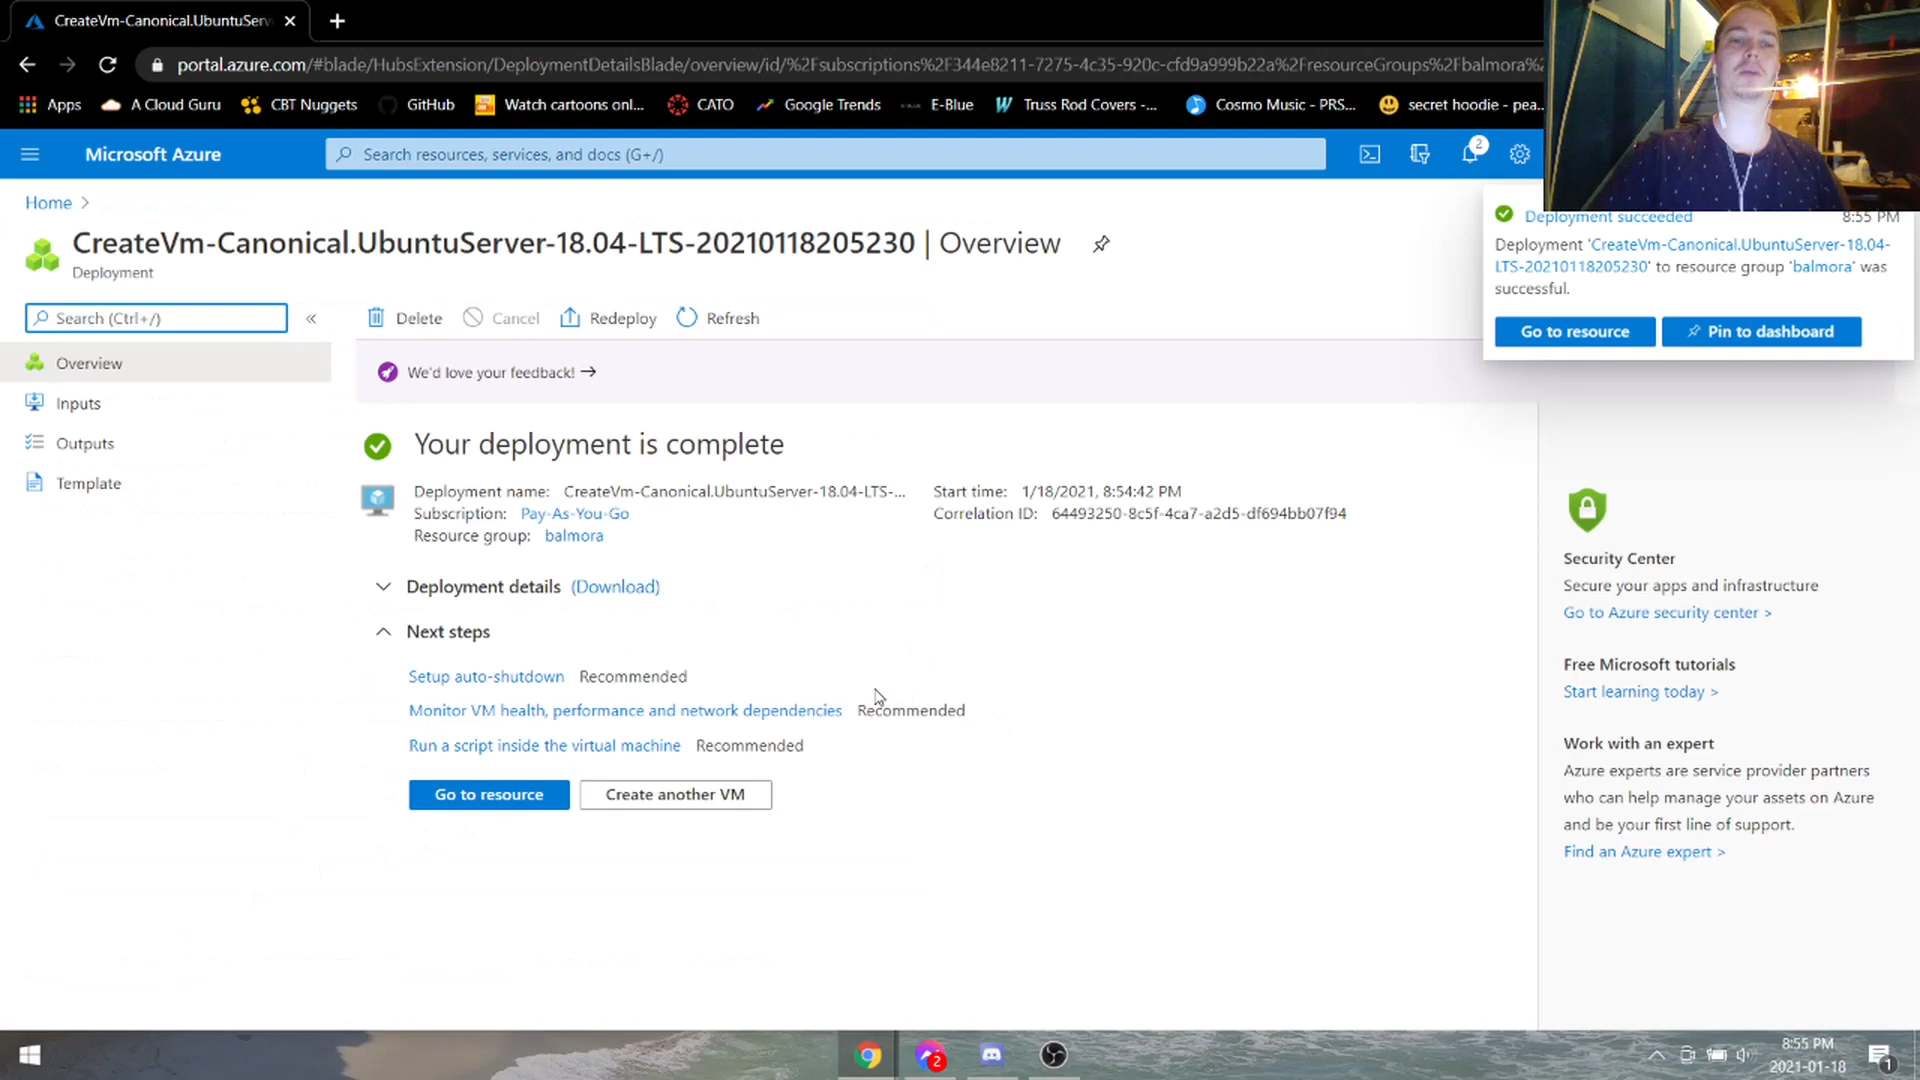 CreateVm-Canonical.UbuntuServ
portal.azure.com/#blade/HubsExtension/DeploymentDetailsBlade/overview/id/%2Fsubscriptions%2F344e8211-7275-4c35-920c-cfd9a999b22a%2FresourceGroups%2Fbalmora%2
Apps
A Cloud Guru
CBT Nuggets
GitHub
Watch cartoons onl...
CATO
Google Trends
E-Blue
Truss Rod Covers -...
Cosmo Music - PRS...
secret hoodie - pea...
Microsoft Azure
Search resources, services, and docs (G+/)
2
Home >
CreateVm-Canonical.UbuntuServer-18.04-LTS-20210118205230 | Overview
Deployment
Deployment succeeded 8:55 PM
Deployment 'CreateVm-Canonical.UbuntuServer-18.04-
LTS-20210118205230' to resource group 'balmora' was
successful.
Go to resource
Pin to dashboard
Search (Ctrl+/)
«
Delete
Cancel
Redeploy
Refresh
Overview
Inputs
Outputs
Template
We'd love your feedback! →
Your deployment is complete
Deployment name: CreateVm-Canonical.UbuntuServer-18.04-LTS-...
Subscription: Pay-As-You-Go
Resource group: balmora
Start time: 1/18/2021, 8:54:42 PM
Correlation ID: 64493250-8c5f-4ca7-a2d5-df694bb07f94
Deployment details (Download)
Next steps
Setup auto-shutdown Recommended
Monitor VM health, performance and network dependencies Recommended
Run a script inside the virtual machine Recommended
Go to resource
Create another VM
Security Center
Secure your apps and infrastructure
Go to Azure security center >
Free Microsoft tutorials
Start learning today >
Work with an expert
Azure experts are service provider partners
who can help manage your assets on Azure
and be your first line of support.
Find an Azure expert >
2
8:55 PM
2021-01-18
1